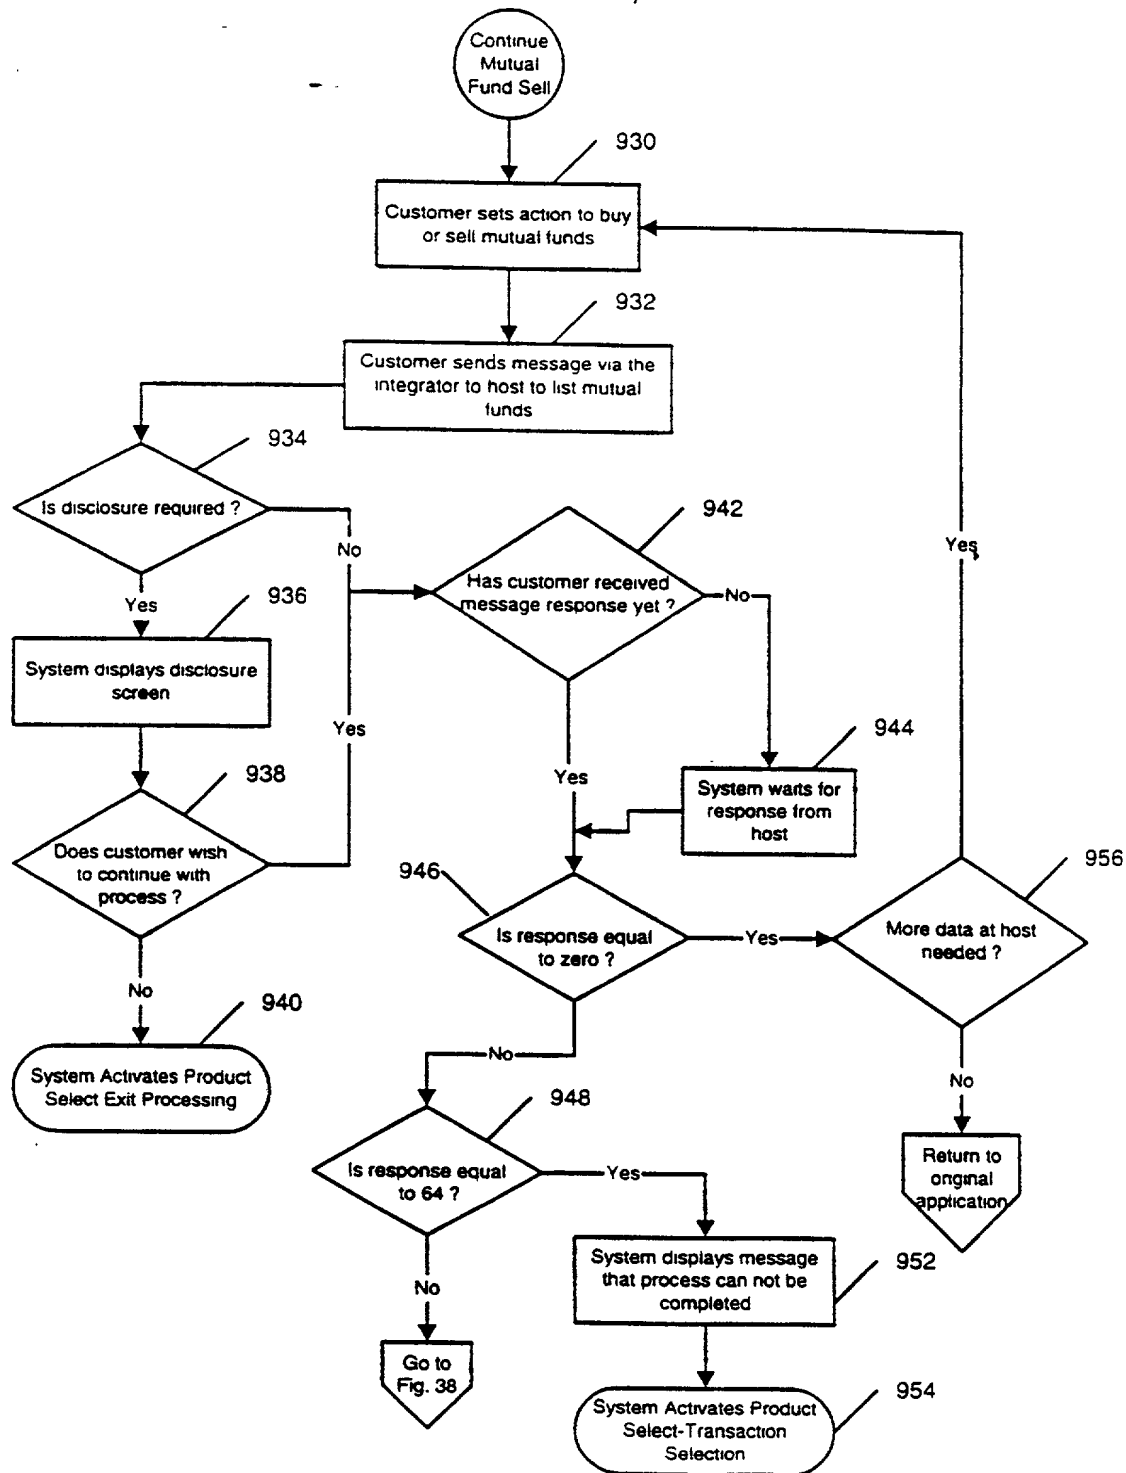 Continue
Mutual
Fund Sell
930
Customer sets action to buy
or sell mutual funds
932
Customer sends message via the
integrator to host to list mutual
funds
934
Is disclosure required ?
No
Yes
936
System displays disclosure
screen
Yes
938
Does customer wish
to continue with
process ?
No
940
System Activates Product
Select Exit Processing
942
Has customer received
message response yet ?
No
Yes
944
System waits for
response from
host
946
Is response equal
to zero ?
Yes
No
956
More data at host
needed ?
Yes
No
Return to
original
application
948
Is response equal
to 64 ?
Yes
No
Go to
Fig. 38
952
System displays message
that process can not be
completed
954
System Activates Product
Select-Transaction
Selection